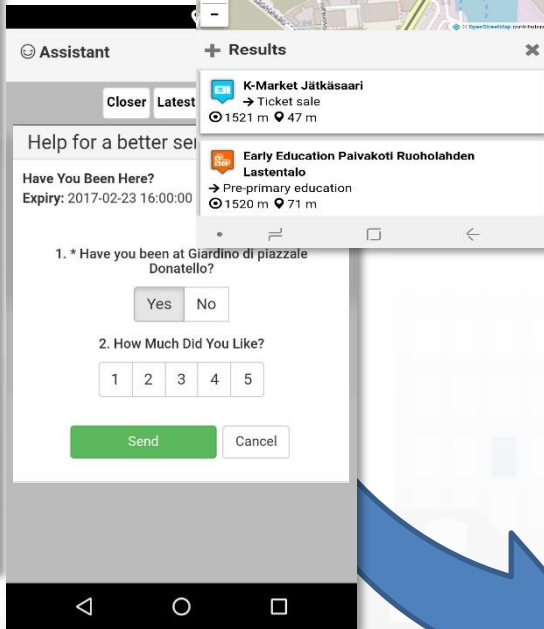 © OpenStreetMap contributors
Results
K-Market Jätkäsaari
→ Ticket sale
1521 m 47 m
Early Education Paivakoti Ruoholahden
Lastentalo
→ Pre-primary education
1520 m 71 m
Assistant
Closer Latest
Help for a better ser
Have You Been Here?
Expiry: 2017-02-23 16:00:00
1. * Have you been at Giardino di piazzale
Donatello?
Yes No
2. How Much Did You Like?
1 2 3 4 5
Send Cancel